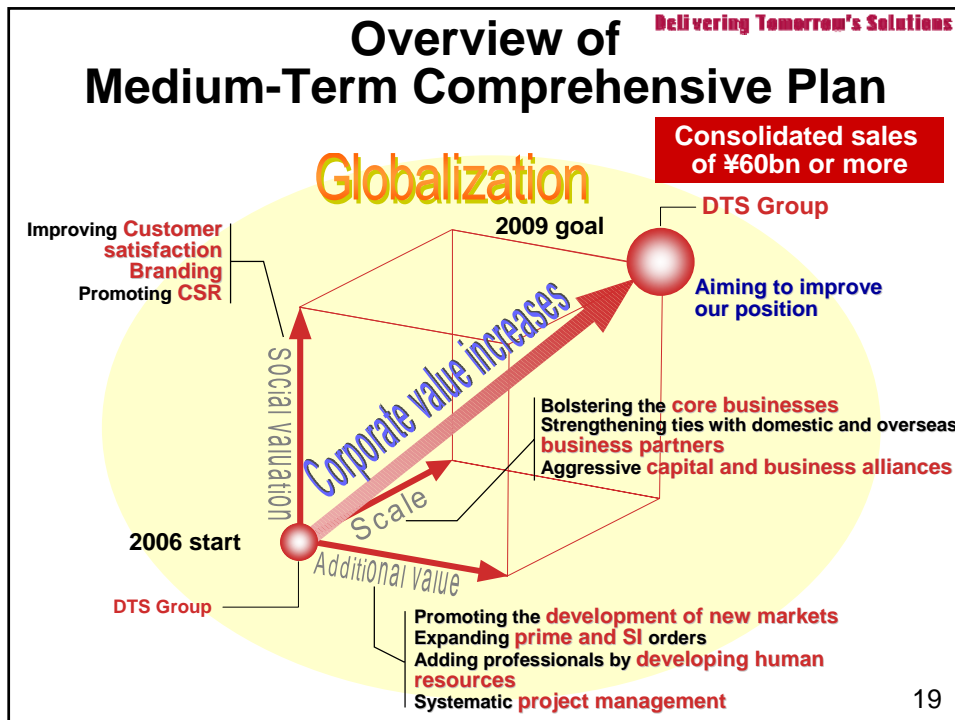 Delivering Tomorrow's Solutions
Overview of
Medium-Term Comprehensive Plan
Consolidated sales
of ¥60bn or more
Globalization
DTS Group
2009 goal
Improving Customer
satisfaction
Branding
Promoting CSR
Aiming to improve
our position
Corporate value increases
Social valuation
Bolstering the core businesses
Strengthening ties with domestic and overseas
business partners
Aggressive capital and business alliances
Scale
2006 start
Additional value
DTS Group
Promoting the development of new markets
Expanding prime and SI orders
Adding professionals by developing human
resources
Systematic project management
19